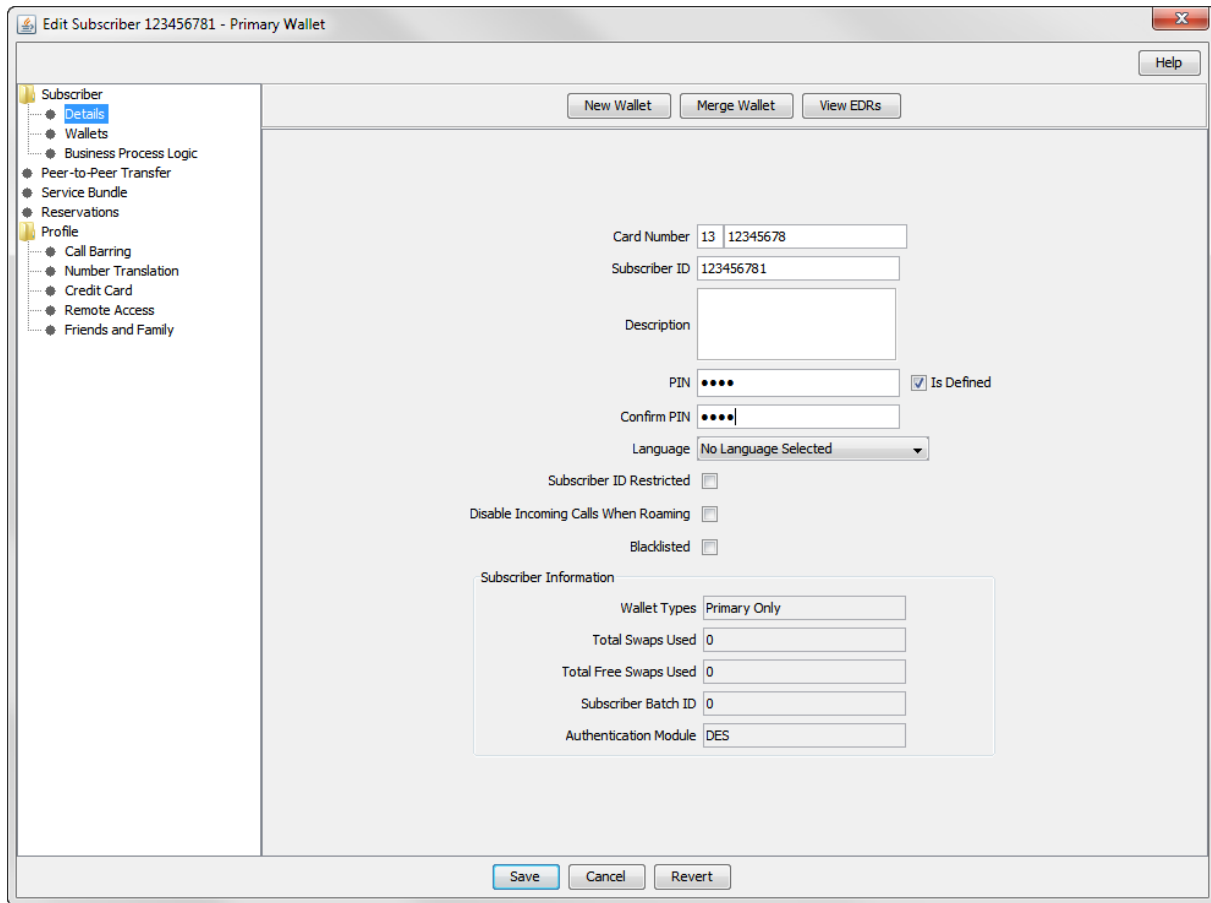 Edit Subscriber 123456781 - Primary Wallet
Help
Subscriber
Details
Wallets
Business Process Logic
Peer-to-Peer Transfer
Service Bundle
Reservations
Profile
Call Barring
Number Translation
Credit Card
Remote Access
Friends and Family
New Wallet Merge Wallet View EDRs
Card Number 13 12345678
Subscriber ID 123456781
Description
PIN •••• Is Defined
Confirm PIN ••••
Language No Language Selected
Subscriber ID Restricted
Disable Incoming Calls When Roaming
Blacklisted
Subscriber Information
Wallet Types Primary Only
Total Swaps Used 0
Total Free Swaps Used 0
Subscriber Batch ID 0
Authentication Module DES
Save Cancel Revert